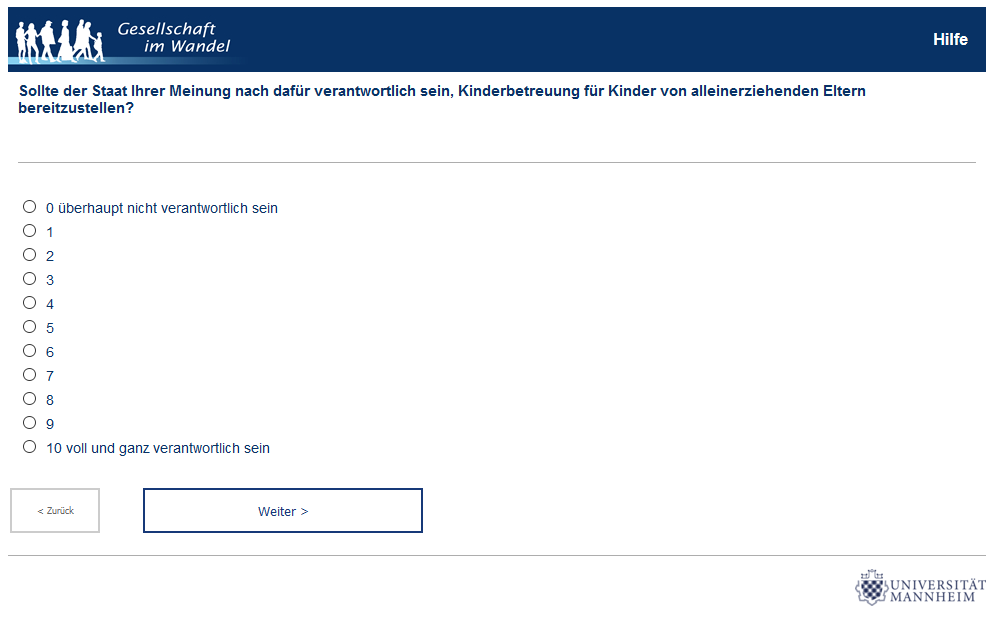 Gesellschaft
im Wandel
Hilfe
Sollte der Staat Ihrer Meinung nach dafür verantwortlich sein, Kinderbetreuung für Kinder von alleinerziehenden Eltern
bereitzustellen?
0 überhaupt nicht verantwortlich sein
1
2
3
4
5
6
7
8
9
10 voll und ganz verantwortlich sein
< Zurück
Weiter >
UNIVERSITÄT
MANNHEIM